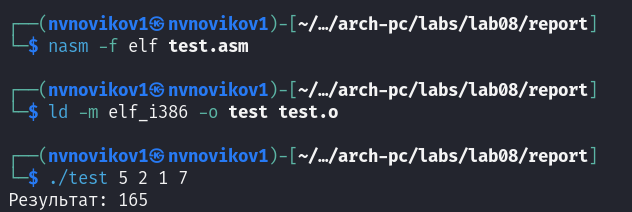 ┌──(nvnovikov1㉿nvnovikov1)-[~/…/arch-pc/labs/lab08/report]
└─$ nasm -f elf test.asm
┌──(nvnovikov1㉿nvnovikov1)-[~/…/arch-pc/labs/lab08/report]
└─$ ld -m elf_i386 -o test test.o
┌──(nvnovikov1㉿nvnovikov1)-[~/…/arch-pc/labs/lab08/report]
└─$ ./test 5 2 1 7
Результат: 165